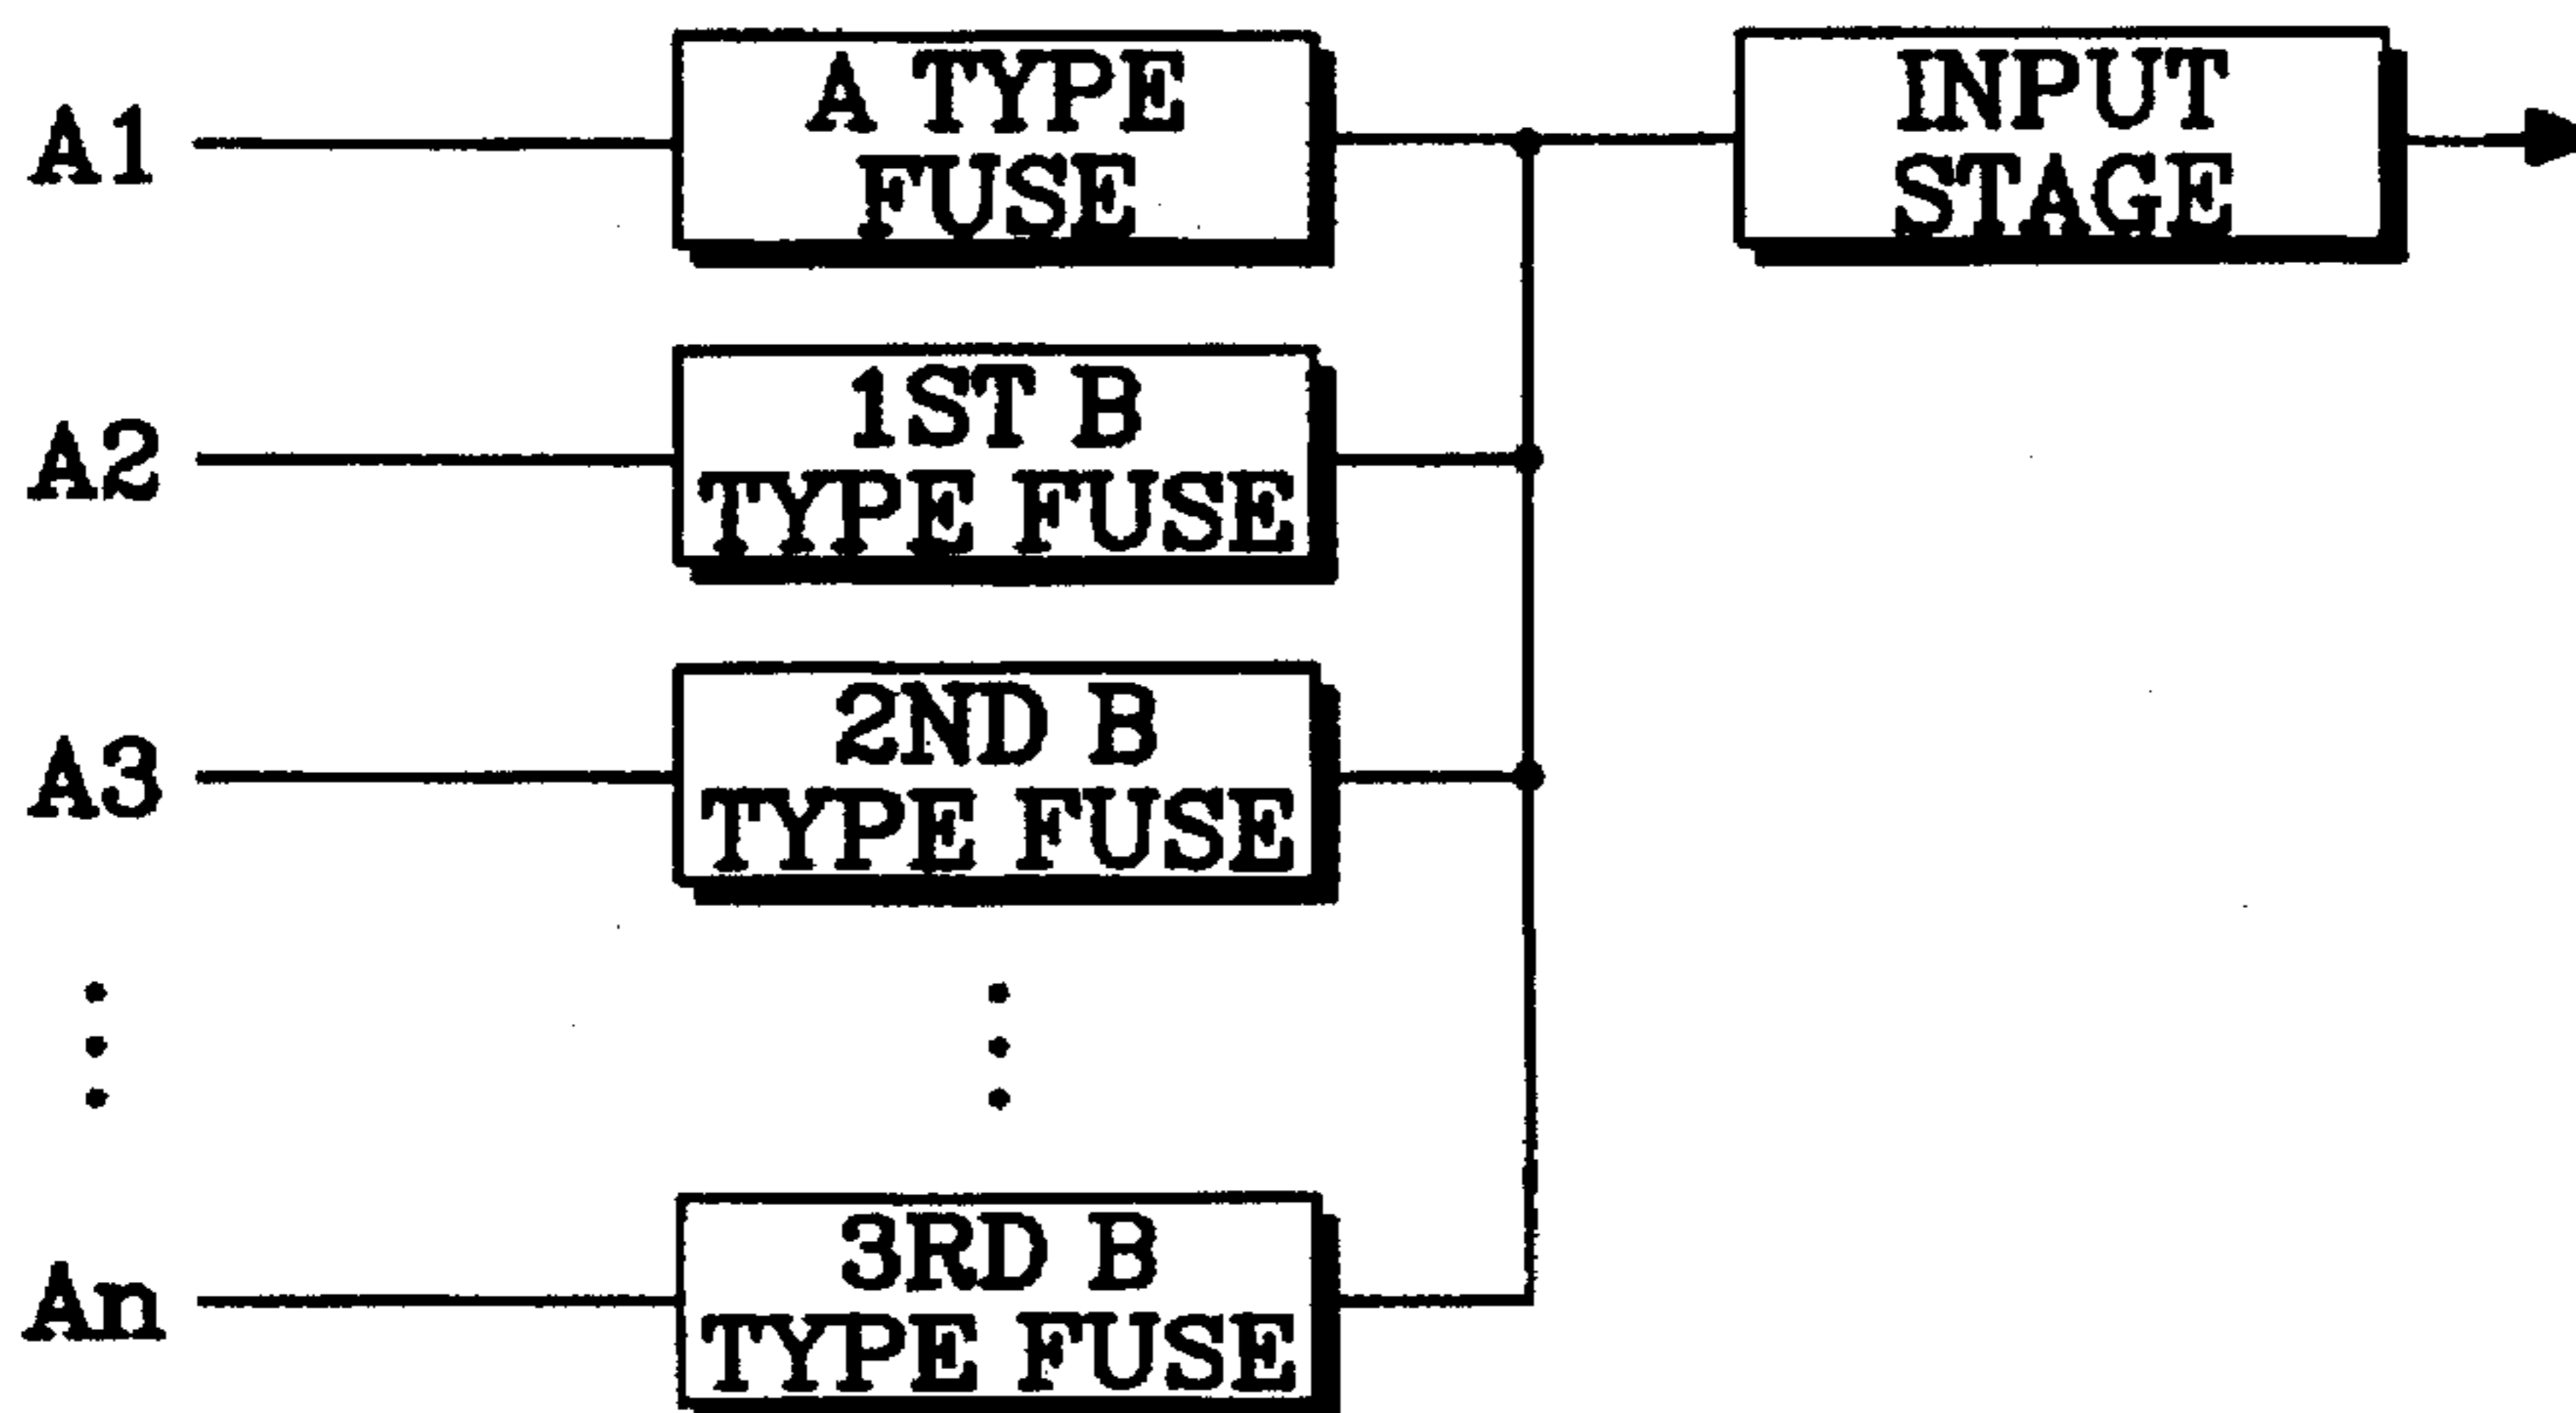 A1
A TYPE
FUSE
INPUT
STAGE
A2
1ST B
TYPE FUSE
A3
2ND B
TYPE FUSE
An
3RD B
TYPE FUSE